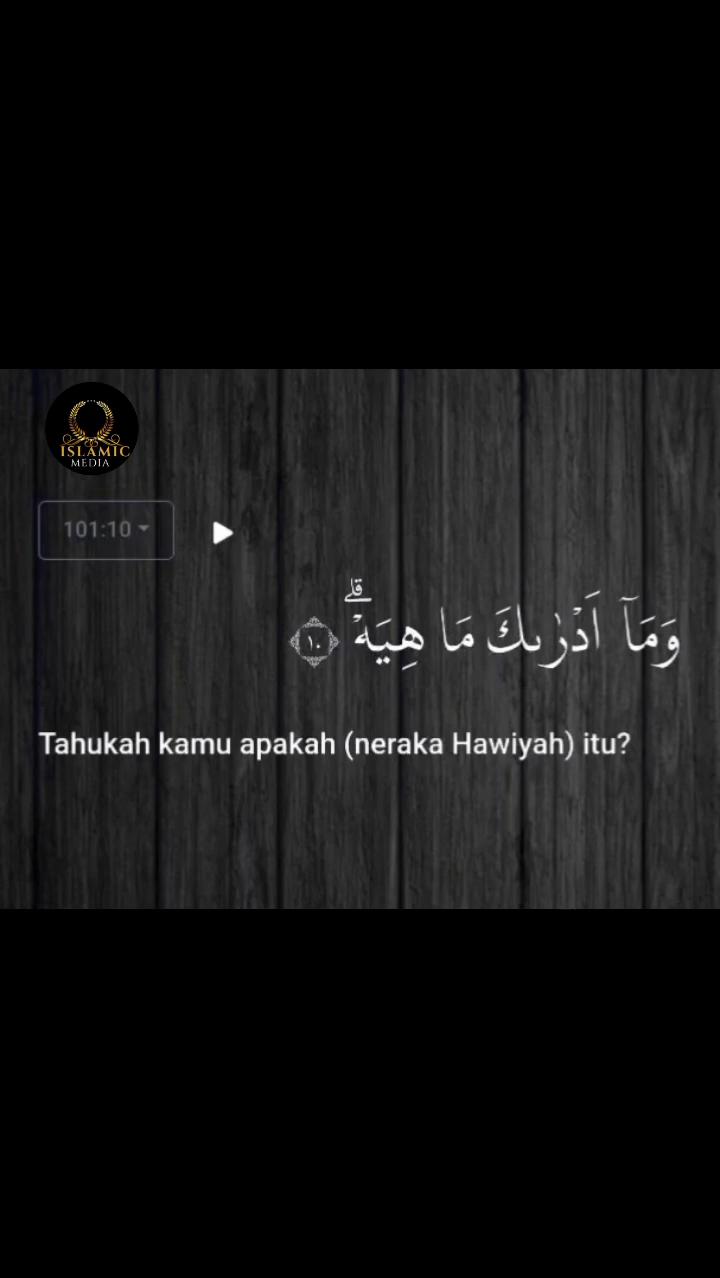 ISLAMIC
MEDIA
101:10
وَمَآ اَدْرٰىكَ مَا هِيَهْۗ ١٠
Tahukah kamu apakah (neraka Hawiyah) itu?